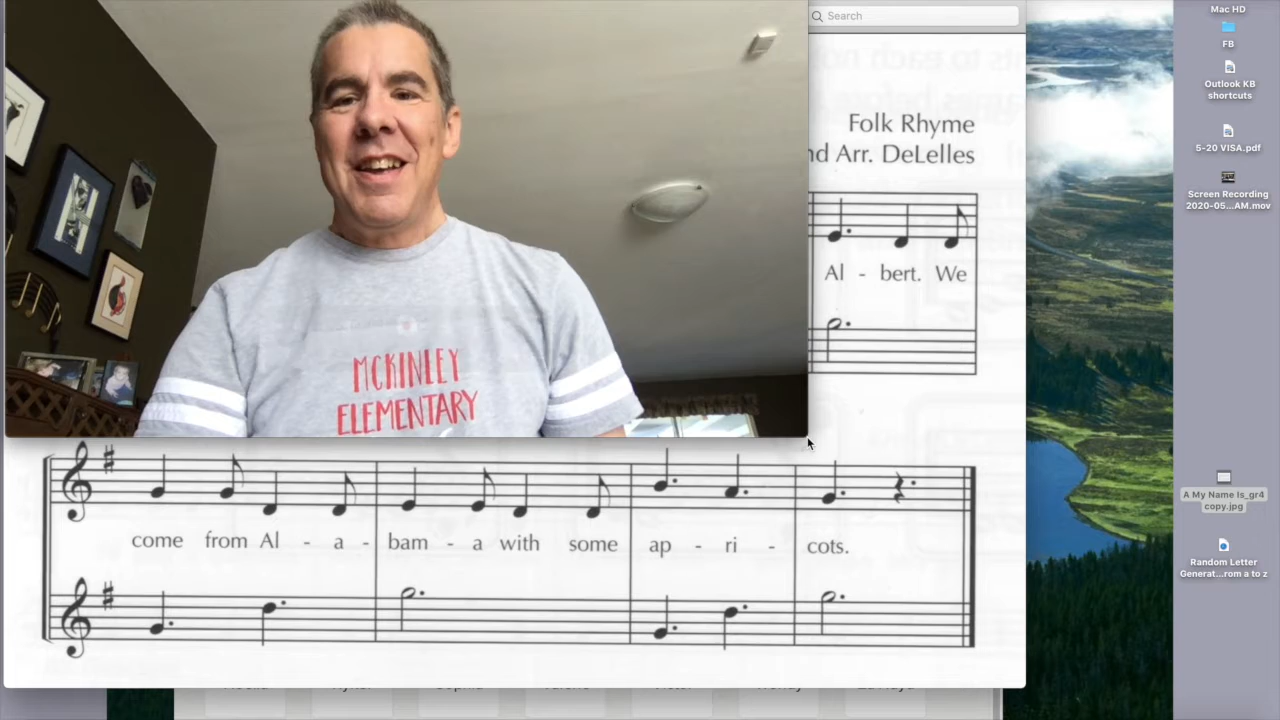 Search
Mac HD
FB
Outlook KB
shortcuts
5-20 VISA.pdf
Screen Recording
2020-05...AM.mov
Folk Rhyme
Arr. DeLelles
Al - bert. We
MCKINLEY
ELEMENTARY
come from Al - a - bam - a with some ap - ri - cots.
A My Name Is_gr4
copy.jpg
Random Letter
Generat...rom a to z